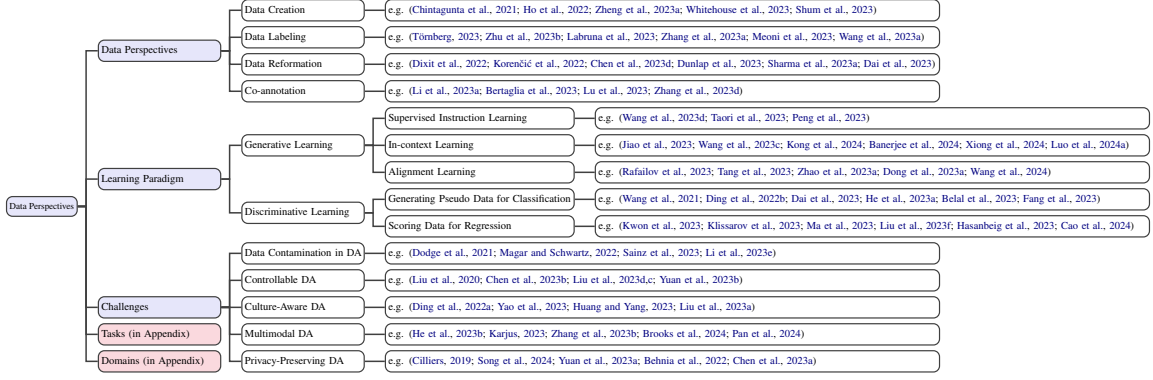 Data Creation
e.g. (Chintagunta et al., 2021; Ho et al., 2022; Zheng et al., 2023a; Whitehouse et al., 2023; Shum et al., 2023)
Data Labeling
e.g. (Törnberg, 2023; Zhu et al., 2023b; Labruna et al., 2023; Zhang et al., 2023a; Meoni et al., 2023; Wang et al., 2023a)
Data Perspectives
Data Reformation
e.g. (Dixit et al., 2022; Korenčić et al., 2022; Chen et al., 2023d; Dunlap et al., 2023; Sharma et al., 2023a; Dai et al., 2023)
Co-annotation
e.g. (Li et al., 2023a; Bertaglia et al., 2023; Lu et al., 2023; Zhang et al., 2023d)
Supervised Instruction Learning
e.g. (Wang et al., 2023d; Taori et al., 2023; Peng et al., 2023)
Generative Learning
In-context Learning
e.g. (Jiao et al., 2023; Wang et al., 2023c; Kong et al., 2024; Banerjee et al., 2024; Xiong et al., 2024; Luo et al., 2024a)
Learning Paradigm
Alignment Learning
e.g. (Rafailov et al., 2023; Tang et al., 2023; Zhao et al., 2023a; Dong et al., 2023a; Wang et al., 2024)
Data Perspectives
Discriminative Learning
Generating Pseudo Data for Classification
e.g. (Wang et al., 2021; Ding et al., 2022b; Dai et al., 2023; He et al., 2023a; Belal et al., 2023; Fang et al., 2023)
Scoring Data for Regression
e.g. (Kwon et al., 2023; Klissarov et al., 2023; Ma et al., 2023; Liu et al., 2023f; Hasanbeig et al., 2023; Cao et al., 2024)
Data Contamination in DA
e.g. (Dodge et al., 2021; Magar and Schwartz, 2022; Sainz et al., 2023; Li et al., 2023e)
Controllable DA
e.g. (Liu et al., 2020; Chen et al., 2023b; Liu et al., 2023d,c; Yuan et al., 2023b)
Challenges
Culture-Aware DA
e.g. (Ding et al., 2022a; Yao et al., 2023; Huang and Yang, 2023; Liu et al., 2023a)
Tasks (in Appendix)
Multimodal DA
e.g. (He et al., 2023b; Karjus, 2023; Zhang et al., 2023b; Brooks et al., 2024; Pan et al., 2024)
Domains (in Appendix)
Privacy-Preserving DA
e.g. (Cilliers, 2019; Song et al., 2024; Yuan et al., 2023a; Behnia et al., 2022; Chen et al., 2023a)